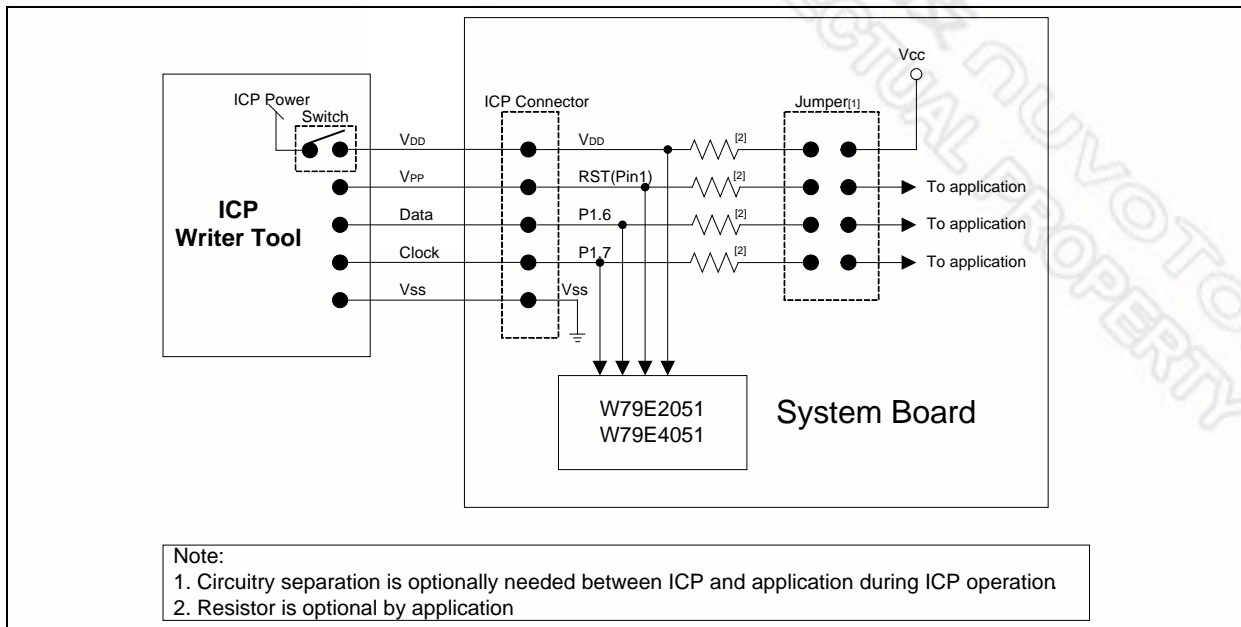 Vcc
ICP Power
Switch
ICP Connector
Jumper[1]
VDD
VDD
[2]
VPP
RST(Pin1)
[2]
To application
ICP
Writer Tool
Data
P1.6
[2]
To application
Clock
P1.7
[2]
To application
Vss
Vss
W79E2051
W79E4051
System Board
Note:
1. Circuitry separation is optionally needed between ICP and application during ICP operation.
2. Resistor is optional by application
NUVOTO
ECTUAL PROPERTY